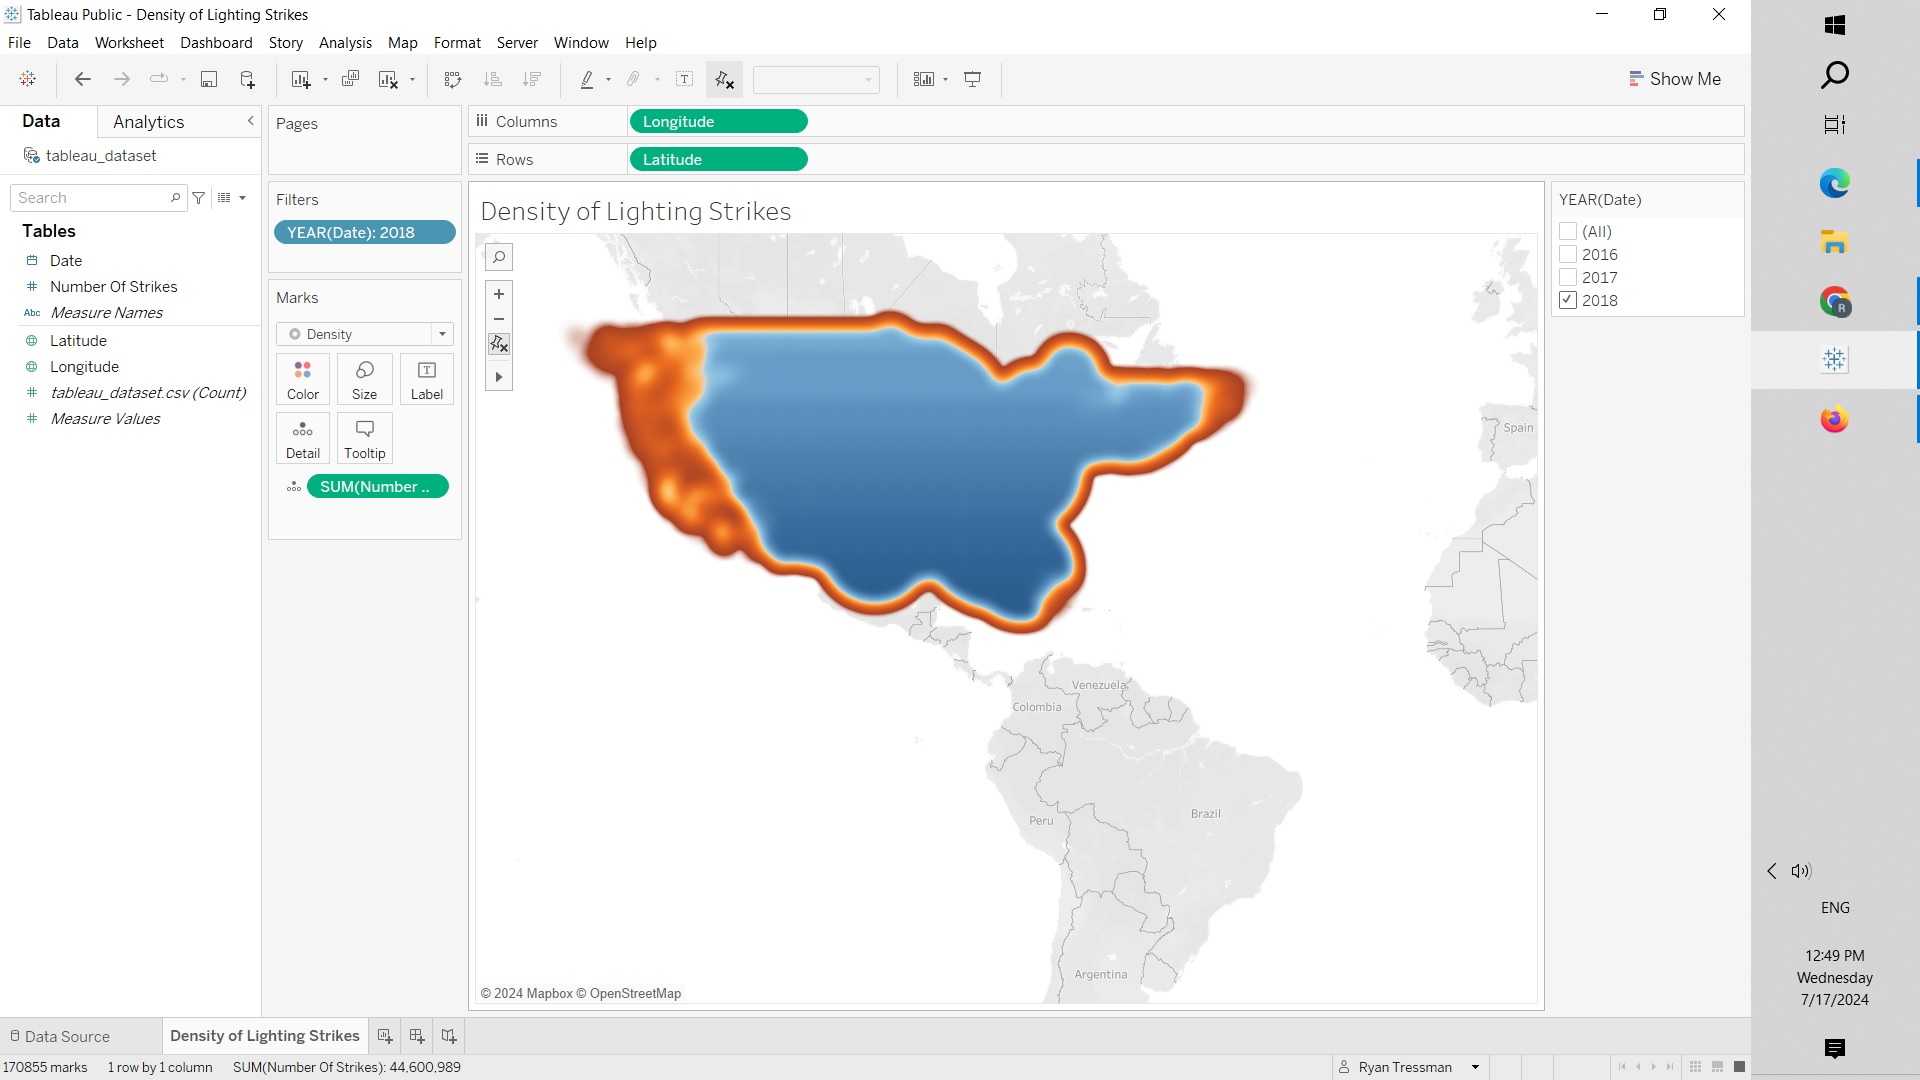 Tableau Public - Density of Lighting Strikes
File Data Worksheet Dashboard Story Analysis Map Format Server Window Help
Show Me
Data Analytics
tableau_dataset
Search
Tables
Date
Number Of Strikes
Abc Measure Names
Latitude
Longitude
tableau_dataset.csv (Count)
Measure Values
Pages
Filters
YEAR(Date): 2018
Marks
Density
Color Size Label
Detail Tooltip
SUM(Number ..
Columns Longitude
Rows Latitude
Density of Lighting Strikes
Spain
Venezuela
Colombia
Brazil
Peru
Argentina
© 2024 Mapbox © OpenStreetMap
YEAR(Date)
(All)
2016
2017
2018
Data Source Density of Lighting Strikes
170855 marks 1 row by 1 column SUM(Number Of Strikes): 44,600,989
Ryan Tressman
R
ENG
12:49 PM
Wednesday
7/17/2024